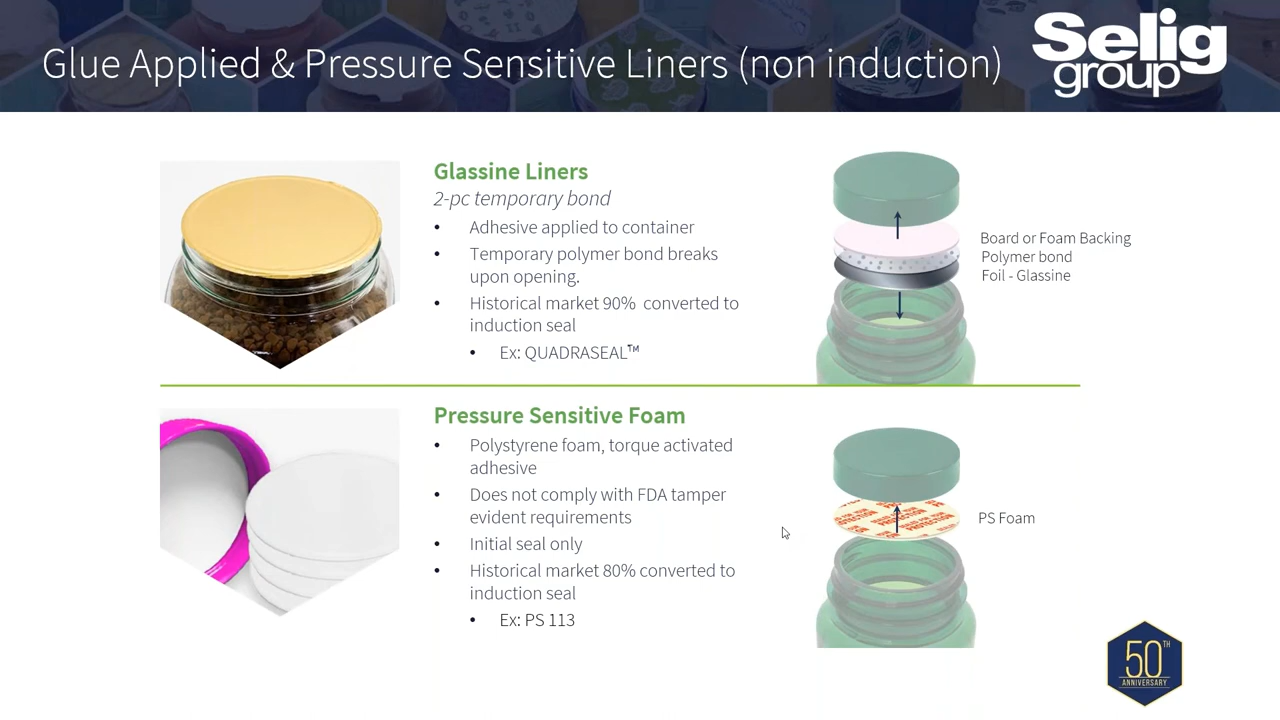 Glue Applied & Pressure Sensitive Liners (non induction)
Selig
group
Glassine Liners
2-pc temporary bond
• Adhesive applied to container
• Temporary polymer bond breaks
upon opening.
• Historical market 90% converted to
induction seal
• Ex: QUADRASEAL™
Board or Foam Backing
Polymer bond
Foil - Glassine
Pressure Sensitive Foam
• Polystyrene foam, torque activated
adhesive
• Does not comply with FDA tamper
evident requirements
• Initial seal only
• Historical market 80% converted to
induction seal
• Ex: PS 113
PS Foam
50TH
ANNIVERSARY